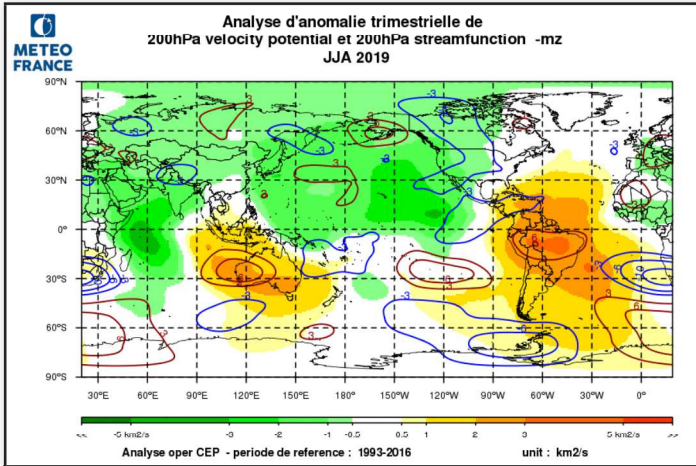 METEO
FRANCE
Analyse d'anomalie trimestrielle de
200hPa velocity potential et 200hPa streamfunction -mz
JJA 2019
90°N
60°N
30°N
0°
30°S
60°S
90°S
30°E 60°E 90°E 120°E 150°E 180° 150°W 120°W 90°W 60°W 30°W
<< -5 km2/s -3 -2 -1 -0.5 0.5 1 2 3 5 km2/s >>
Analyse oper CEP - periode de reference : 1993-2016 unit : km2/s